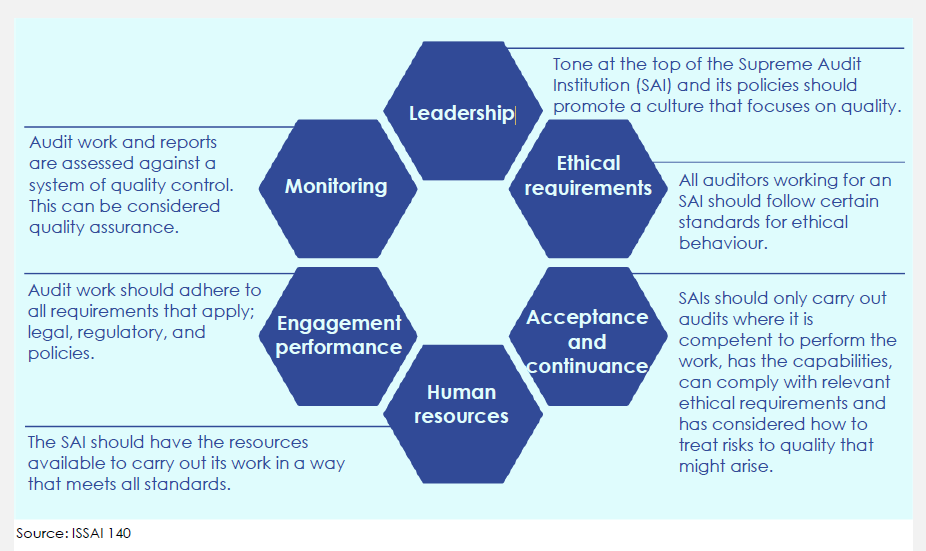 Leadership
Tone at the top of the Supreme Audit
Institution (SAI) and its policies should
promote a culture that focuses on quality.
Ethical
requirements
All auditors working for an
SAI should follow certain
standards for ethical
behaviour.
Acceptance
and
continuance
SAIs should only carry out
audits where it is
competent to perform the
work, has the capabilities,
can comply with relevant
ethical requirements and
has considered how to
treat risks to quality that
might arise.
Human
resources
The SAI should have the resources
available to carry out its work in a way
that meets all standards.
Engagement
performance
Audit work should adhere to
all requirements that apply;
legal, regulatory, and
policies.
Monitoring
Audit work and reports
are assessed against a
system of quality control.
This can be considered
quality assurance.
Source: ISSAI 140